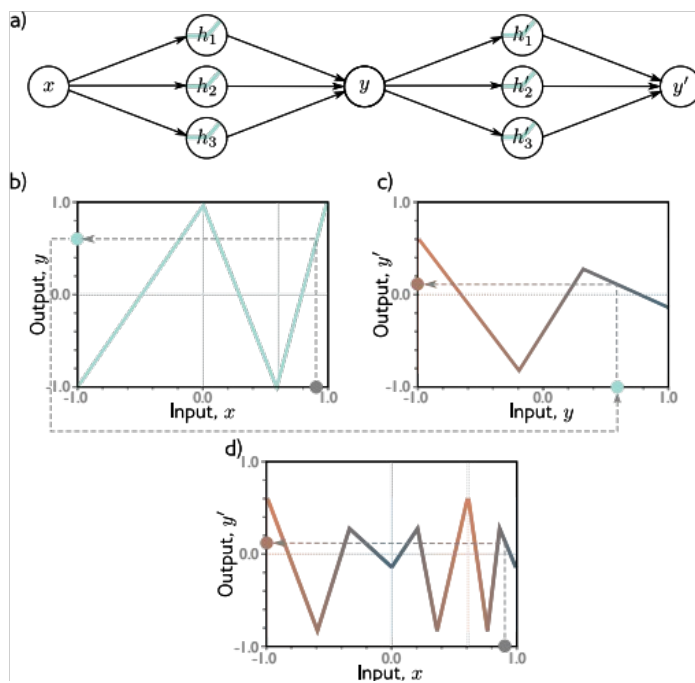 a)
h₁ h′₁
x h₂ y h′₂ y′
h₃ h′₃
b) c)
1.0 1.0
Output, y Output, y′
0.0 0.0
-1.0 -1.0
-1.0 0.0 1.0 -1.0 0.0 1.0
Input, x Input, y
d)
1.0
Output, y′
0.0
-1.0
-1.0 0.0 1.0
Input, x